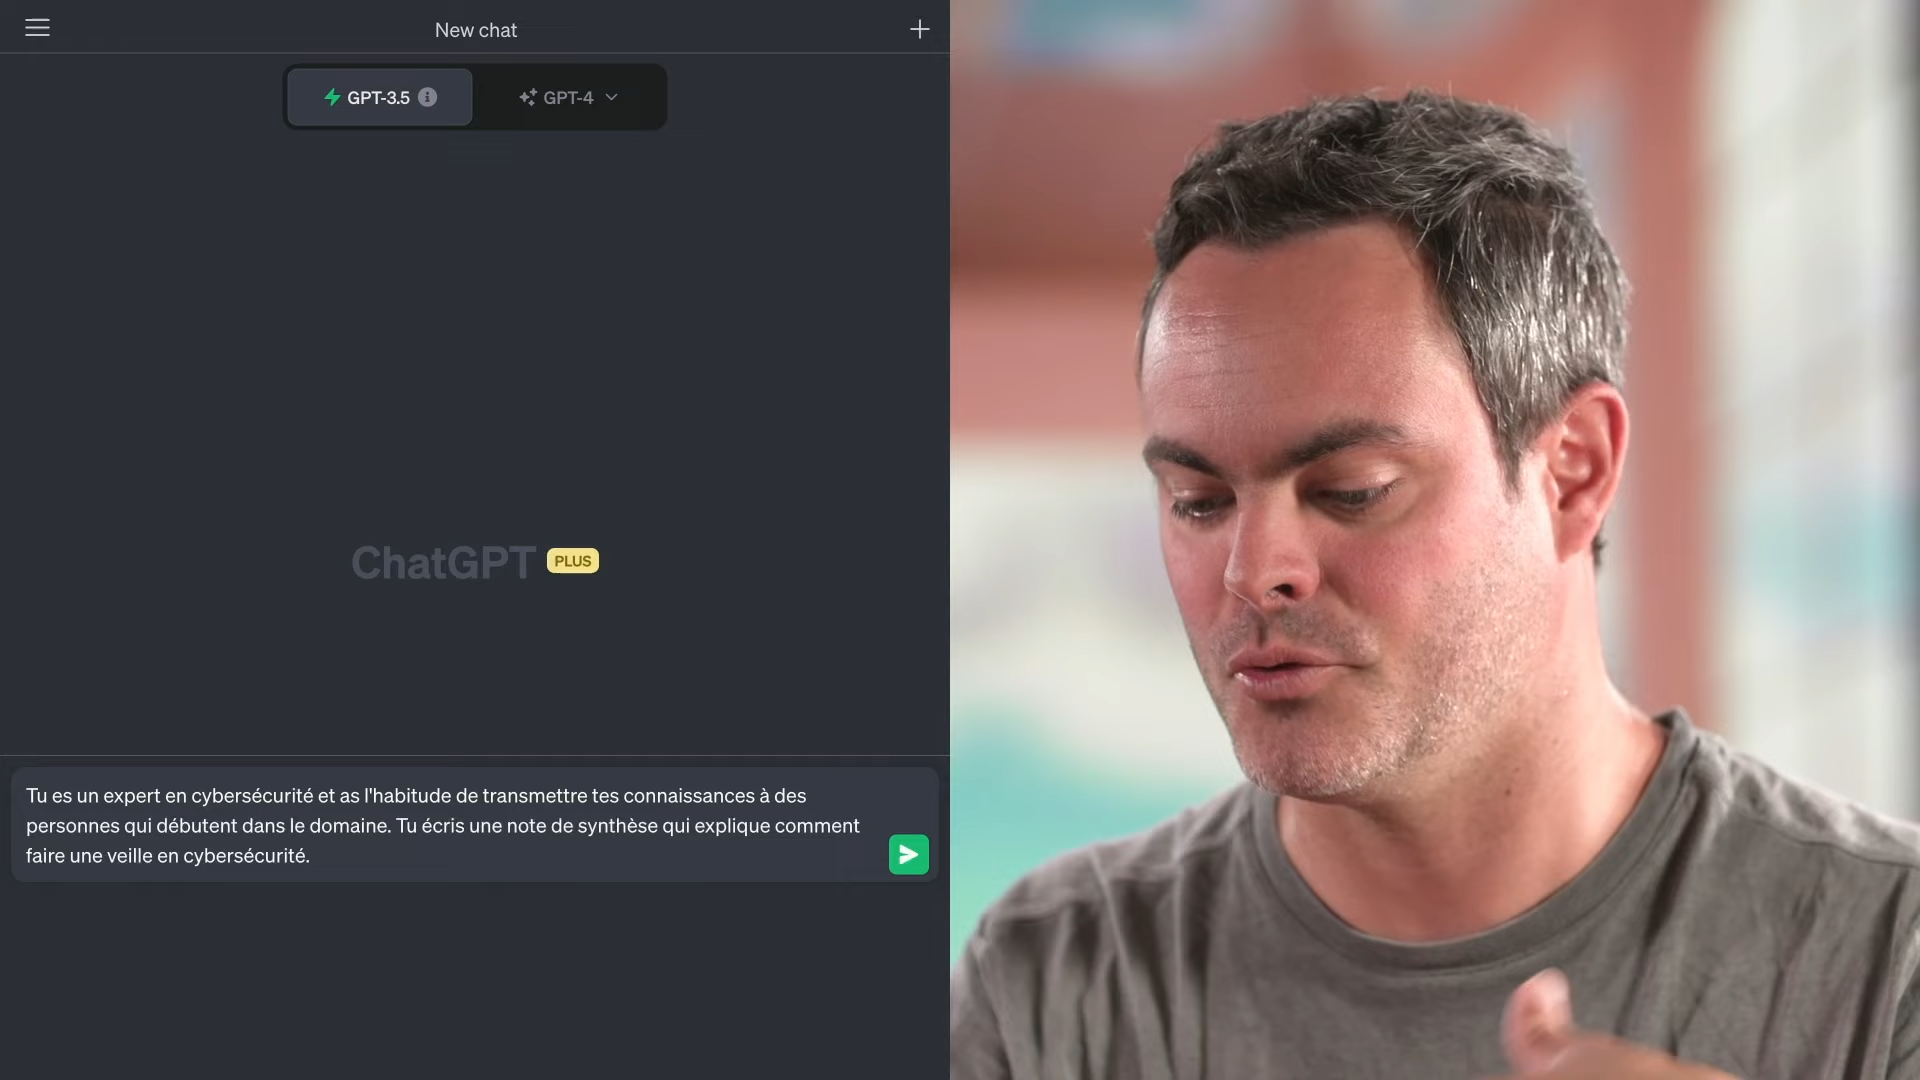 New chat
GPT-3.5
GPT-4
ChatGPT PLUS
Tu es un expert en cybersécurité et as l'habitude de transmettre tes connaissances à des
personnes qui débutent dans le domaine. Tu écris une note de synthèse qui explique comment
faire une veille en cybersécurité.